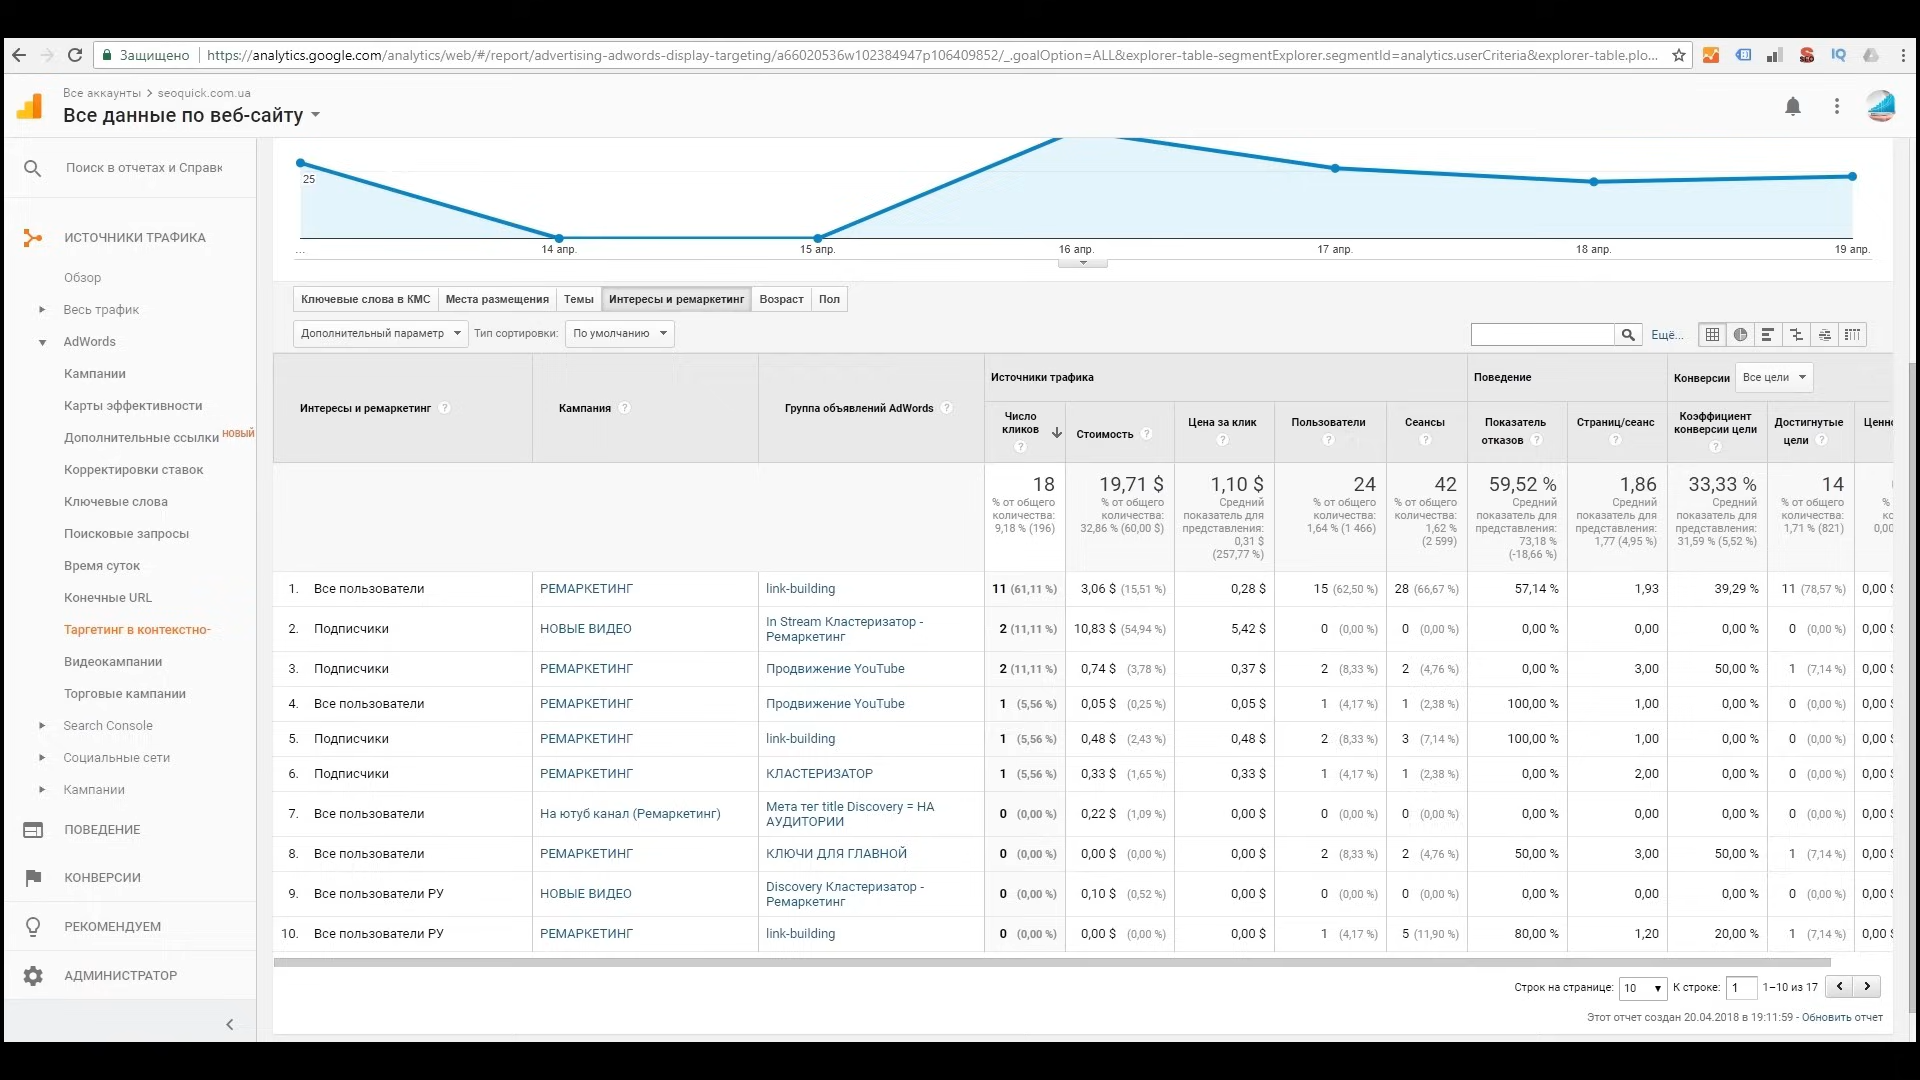 Защищено https://analytics.google.com/analytics/web/#/report/advertising-adwords-display-targeting/a66020536w102384947p106409852/_.goalOption=ALL&explorer-table-segmentExplorer.segmentId=analytics.userCriteria&explorer-table.plo...
Все аккаунты > seoquick.com.ua
Все данные по веб-сайту
Поиск в отчетах и Справк
ИСТОЧНИКИ ТРАФИКА
Обзор
Весь трафик
AdWords
Кампании
Карты эффективности
Дополнительные ссылки НОВЫЙ
Корректировки ставок
Ключевые слова
Поисковые запросы
Время суток
Конечные URL
Таргетинг в контекстно-
Видеокампании
Торговые кампании
Search Console
Социальные сети
Кампании
ПОВЕДЕНИЕ
КОНВЕРСИИ
РЕКОМЕНДУЕМ
АДМИНИСТРАТОР
25
... 14 апр. 15 апр. 16 апр. 17 апр. 18 апр. 19 апр.
Ключевые слова в КМС Места размещения Темы Интересы и ремаркетинг Возраст Пол
Дополнительный параметр Тип сортировки: По умолчанию Ещё...
Источники трафика Поведение Конверсии Все цели
Интересы и ремаркетинг Кампания Группа объявлений AdWords Число кликов Стоимость Цена за клик Пользователи Сеансы Показатель отказов Страниц/сеанс Коэффициент конверсии цели Достигнутые цели Ценно
18 19,71 $ 1,10 $ 24 42 59,52 % 1,86 33,33 % 14
% от общего количества: 9,18 % (196) % от общего количества: 32,86 % (60,00 $) Средний показатель для представления: 0,31 $ (257,77 %) % от общего количества: 1,64 % (1 466) % от общего количества: 1,62 % (2 599) Средний показатель для представления: 73,18 % (-18,66 %) Средний показатель для представления: 1,77 (4,95 %) Средний показатель для представления: 31,59 % (5,52 %) % от общего количества: 1,71 % (821)
1. Все пользователи РЕМАРКЕТИНГ link-building 11 (61,11 %) 3,06 $ (15,51 %) 0,28 $ 15 (62,50 %) 28 (66,67 %) 57,14 % 1,93 39,29 % 11 (78,57 %) 0,00 $
2. Подписчики НОВЫЕ ВИДЕО In Stream Кластеризатор - Ремаркетинг 2 (11,11 %) 10,83 $ (54,94 %) 5,42 $ 0 (0,00 %) 0 (0,00 %) 0,00 % 0,00 0,00 % 0 (0,00 %) 0,00 $
3. Подписчики РЕМАРКЕТИНГ Продвижение YouTube 2 (11,11 %) 0,74 $ (3,78 %) 0,37 $ 2 (8,33 %) 2 (4,76 %) 0,00 % 3,00 50,00 % 1 (7,14 %) 0,00 $
4. Все пользователи РЕМАРКЕТИНГ Продвижение YouTube 1 (5,56 %) 0,05 $ (0,25 %) 0,05 $ 1 (4,17 %) 1 (2,38 %) 100,00 % 1,00 0,00 % 0 (0,00 %) 0,00 $
5. Подписчики РЕМАРКЕТИНГ link-building 1 (5,56 %) 0,48 $ (2,43 %) 0,48 $ 2 (8,33 %) 3 (7,14 %) 100,00 % 1,00 0,00 % 0 (0,00 %) 0,00 $
6. Подписчики РЕМАРКЕТИНГ КЛАСТЕРИЗАТОР 1 (5,56 %) 0,33 $ (1,65 %) 0,33 $ 1 (4,17 %) 1 (2,38 %) 0,00 % 2,00 0,00 % 0 (0,00 %) 0,00 $
7. Все пользователи На ютуб канал (Ремаркетинг) Мета тег title Discovery = НА АУДИТОРИИ 0 (0,00 %) 0,22 $ (1,09 %) 0,00 $ 0 (0,00 %) 0 (0,00 %) 0,00 % 0,00 0,00 % 0 (0,00 %) 0,00 $
8. Все пользователи РЕМАРКЕТИНГ КЛЮЧИ ДЛЯ ГЛАВНОЙ 0 (0,00 %) 0,00 $ (0,00 %) 0,00 $ 2 (8,33 %) 2 (4,76 %) 50,00 % 3,00 50,00 % 1 (7,14 %) 0,00 $
9. Все пользователи РУ НОВЫЕ ВИДЕО Discovery Кластеризатор - Ремаркетинг 0 (0,00 %) 0,10 $ (0,52 %) 0,00 $ 0 (0,00 %) 0 (0,00 %) 0,00 % 0,00 0,00 % 0 (0,00 %) 0,00 $
10. Все пользователи РУ РЕМАРКЕТИНГ link-building 0 (0,00 %) 0,00 $ (0,00 %) 0,00 $ 1 (4,17 %) 5 (11,90 %) 80,00 % 1,20 20,00 % 1 (7,14 %) 0,00 $
Строк на странице: 10 К строке: 1 1–10 из 17
Этот отчет создан 20.04.2018 в 19:11:59 - Обновить отчет